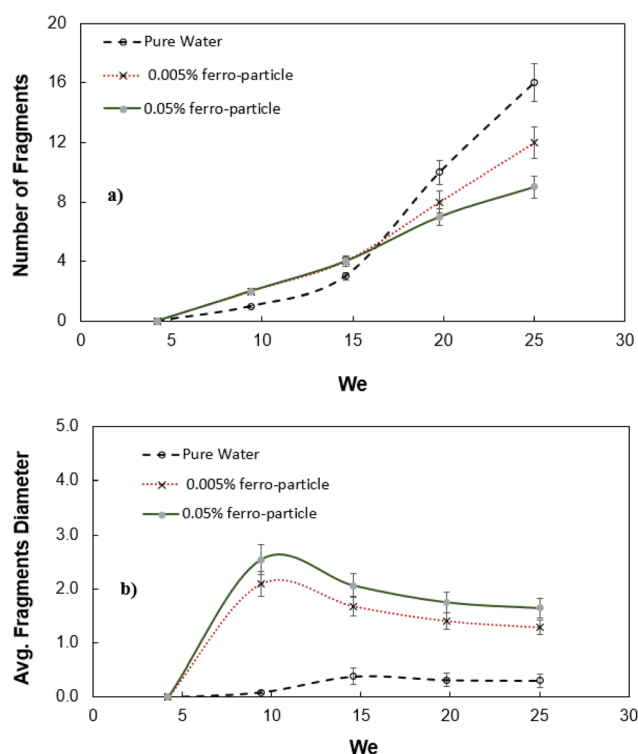 20
16
12
8
4
0
Number of Fragments
Pure Water
0.005% ferro-particle
0.05% ferro-particle
a)
0 5 10 15 20 25 30
We
5.0
4.0
3.0
2.0
1.0
0.0
Avg. Fragments Diameter
Pure Water
0.005% ferro-particle
0.05% ferro-particle
b)
0 5 10 15 20 25 30
We